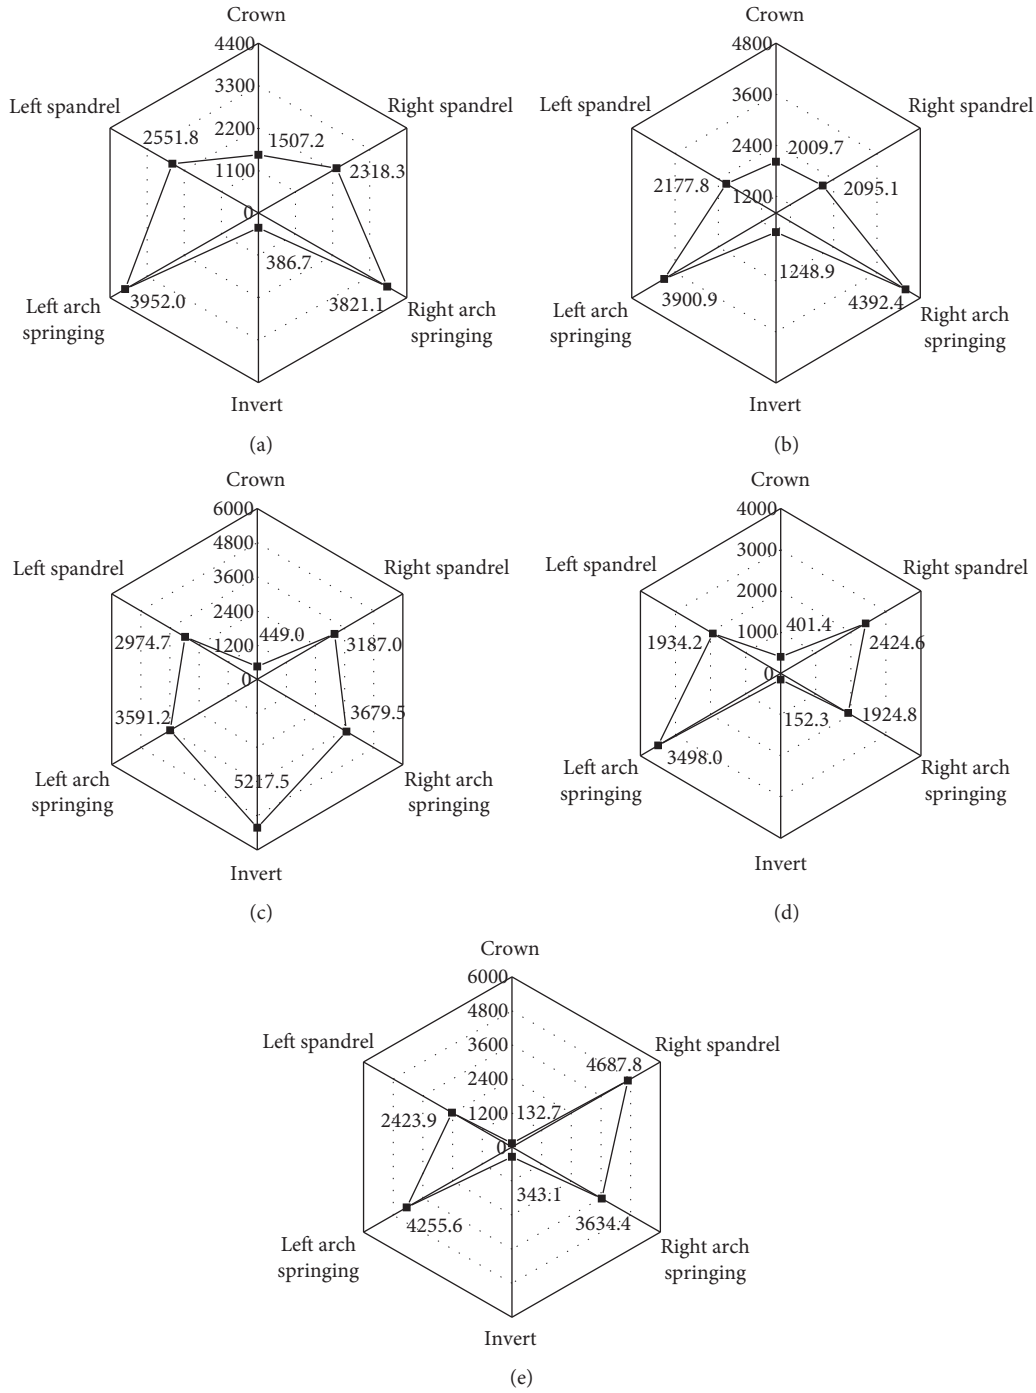 Crown
4400
3300
2200
1100
0
Left spandrel
Right spandrel
2551.8
1507.2
2318.3
386.7
3952.0
3821.1
Left arch
springing
Right arch
springing
Invert
(a)
Crown
4800
3600
2400
1200
Left spandrel
Right spandrel
2009.7
2177.8
2095.1
1248.9
3900.9
4392.4
Left arch
springing
Right arch
springing
Invert
(b)
Crown
6000
4800
3600
2400
1200
0
Left spandrel
Right spandrel
2974.7
449.0
3187.0
3591.2
3679.5
5217.5
Left arch
springing
Right arch
springing
Invert
(c)
Crown
4000
3000
2000
1000
0
Left spandrel
Right spandrel
1934.2
401.4
2424.6
152.3
1924.8
3498.0
Left arch
springing
Right arch
springing
Invert
(d)
Crown
6000
4800
3600
2400
1200
0
Left spandrel
Right spandrel
4687.8
2423.9
132.7
343.1
4255.6
3634.4
Left arch
springing
Right arch
springing
Invert
(e)